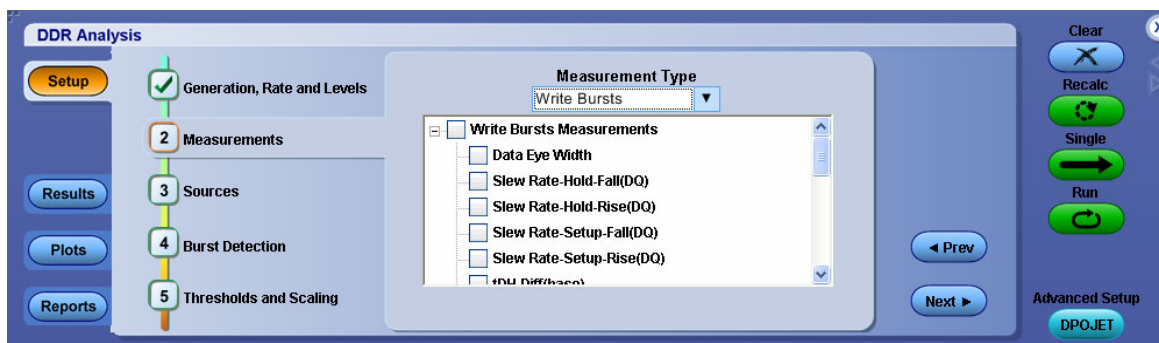 DDR Analysis
Setup
Results
Plots
Reports
Generation, Rate and Levels
2 Measurements
3 Sources
4 Burst Detection
5 Thresholds and Scaling
Measurement Type
Write Bursts
Write Bursts Measurements
Data Eye Width
Slew Rate-Hold-Fall(DQ)
Slew Rate-Hold-Rise(DQ)
Slew Rate-Setup-Fall(DQ)
Slew Rate-Setup-Rise(DQ)
tDH Diff(base)
Prev
Next
Clear
Recalc
Single
Run
Advanced Setup
DPOJET